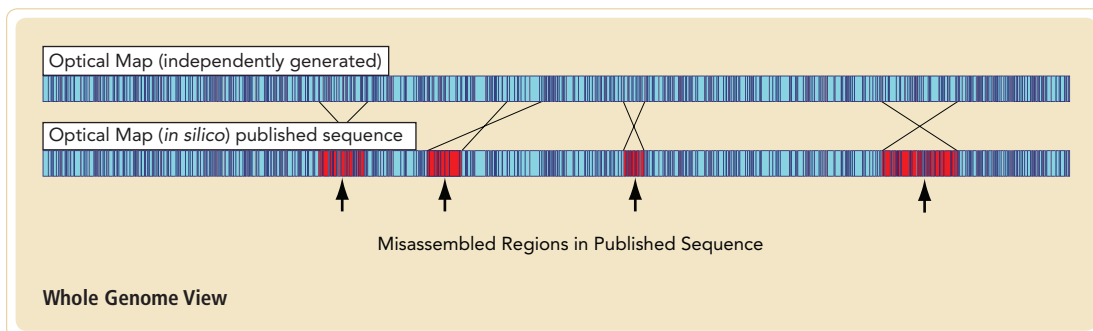 Optical Map (independently generated)
Optical Map (in silico) published sequence
Misassembled Regions in Published Sequence
Whole Genome View